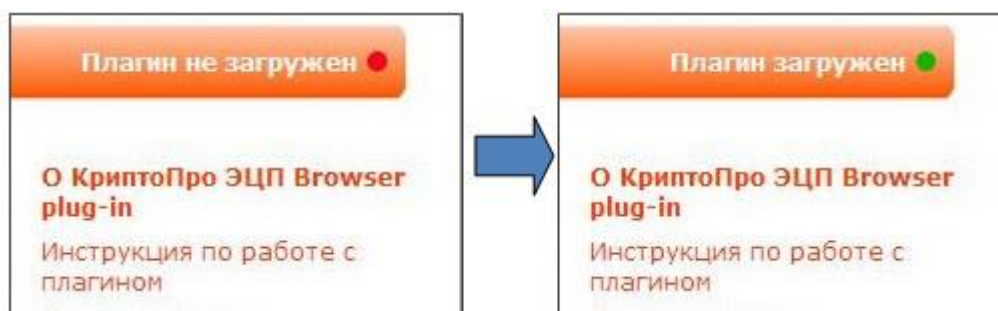 Плагин не загружен
О КриптоПро ЭЦП Browser
plug-in
Инструкция по работе с
плагином
Плагин загружен
О КриптоПро ЭЦП Browser
plug-in
Инструкция по работе с
плагином